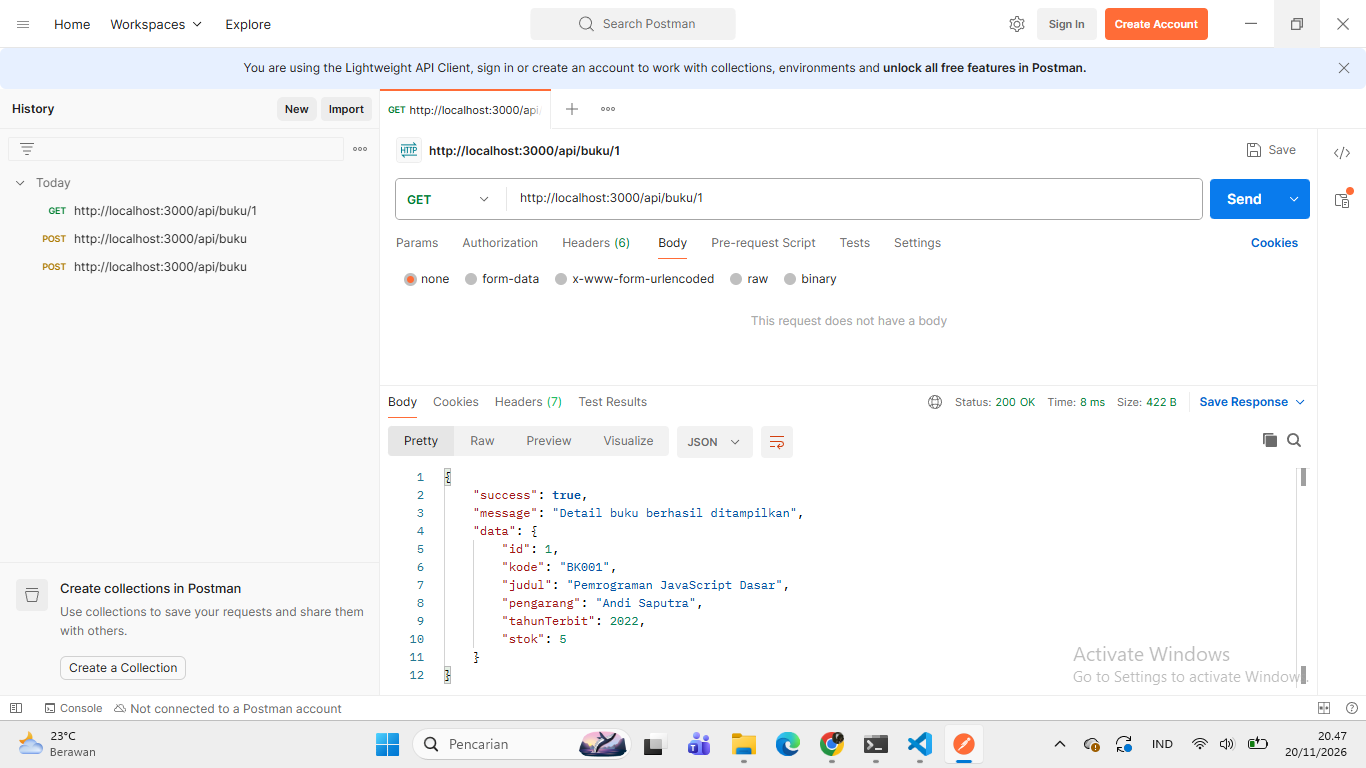 Home Workspaces Explore Search Postman Sign In Create Account
You are using the Lightweight API Client, sign in or create an account to work with collections, environments and unlock all free features in Postman.
History New Import
GET http://localhost:3000/api
HTTP http://localhost:3000/api/buku/1 Save
Today
GET http://localhost:3000/api/buku/1
POST http://localhost:3000/api/buku
POST http://localhost:3000/api/buku
GET http://localhost:3000/api/buku/1 Send
Params Authorization Headers (6) Body Pre-request Script Tests Settings Cookies
none form-data x-www-form-urlencoded raw binary
This request does not have a body
Body Cookies Headers (7) Test Results Status: 200 OK Time: 8 ms Size: 422 B Save Response
Pretty Raw Preview Visualize JSON
1 {
2 "success": true,
3 "message": "Detail buku berhasil ditampilkan",
4 "data": {
5 "id": 1,
6 "kode": "BK001",
7 "judul": "Pemrograman JavaScript Dasar",
8 "pengarang": "Andi Saputra",
9 "tahunTerbit": 2022,
10 "stok": 5
11 }
12 }
Create collections in Postman
Use collections to save your requests and share them
with others.
Create a Collection
Activate Windows
Go to Settings to activate Windows.
Console Not connected to a Postman account
23°C
Berawan
Pencarian
IND
20.47
20/11/2026